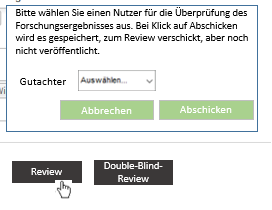 Bitte wählen Sie einen Nutzer für die Überprüfung des
Forschungsergebnisses aus. Bei Klick auf Abschicken
wird es gespeichert, zum Review verschickt, aber noch
nicht veröffentlicht.
Gutachter Auswählen...
Abbrechen Abschicken
Review Double-Blind-
Review